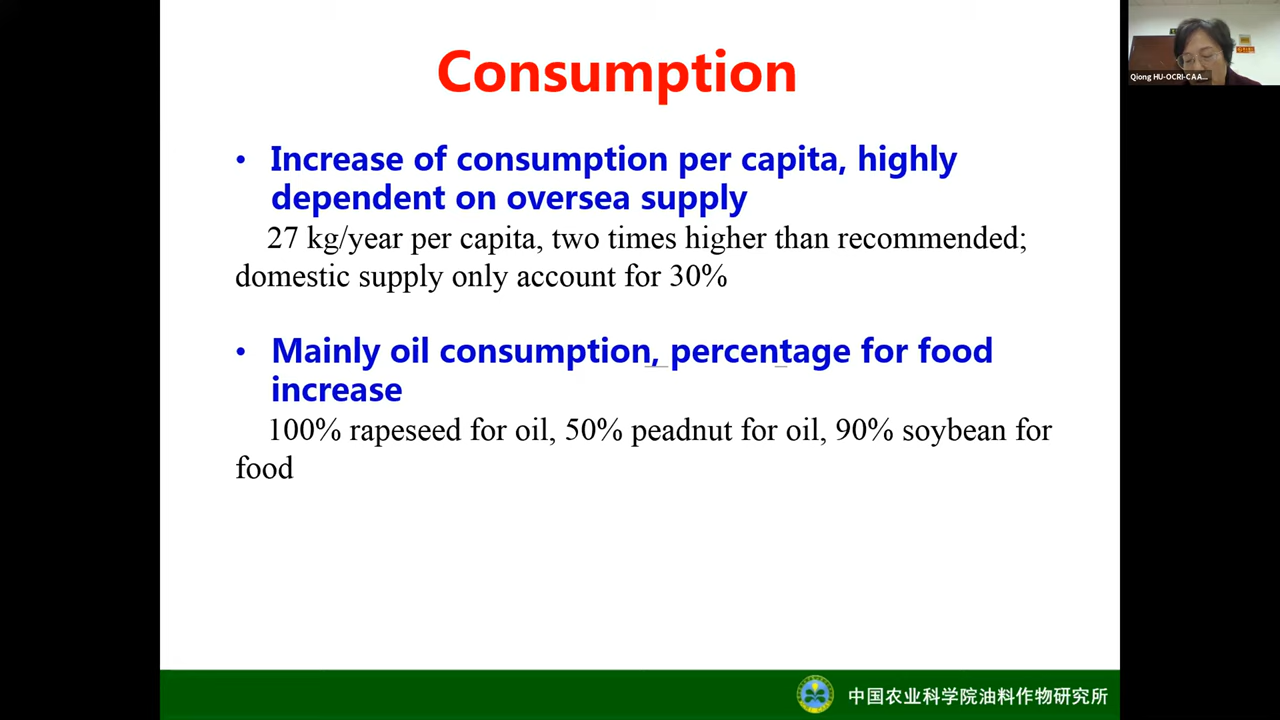 Consumption
Qiong HU-OCRI-CAA...
• Increase of consumption per capita, highly
dependent on oversea supply
27 kg/year per capita, two times higher than recommended;
domestic supply only account for 30%
• Mainly oil consumption, percentage for food
increase
100% rapeseed for oil, 50% peadnut for oil, 90% soybean for
food
中国农业科学院油料作物研究所